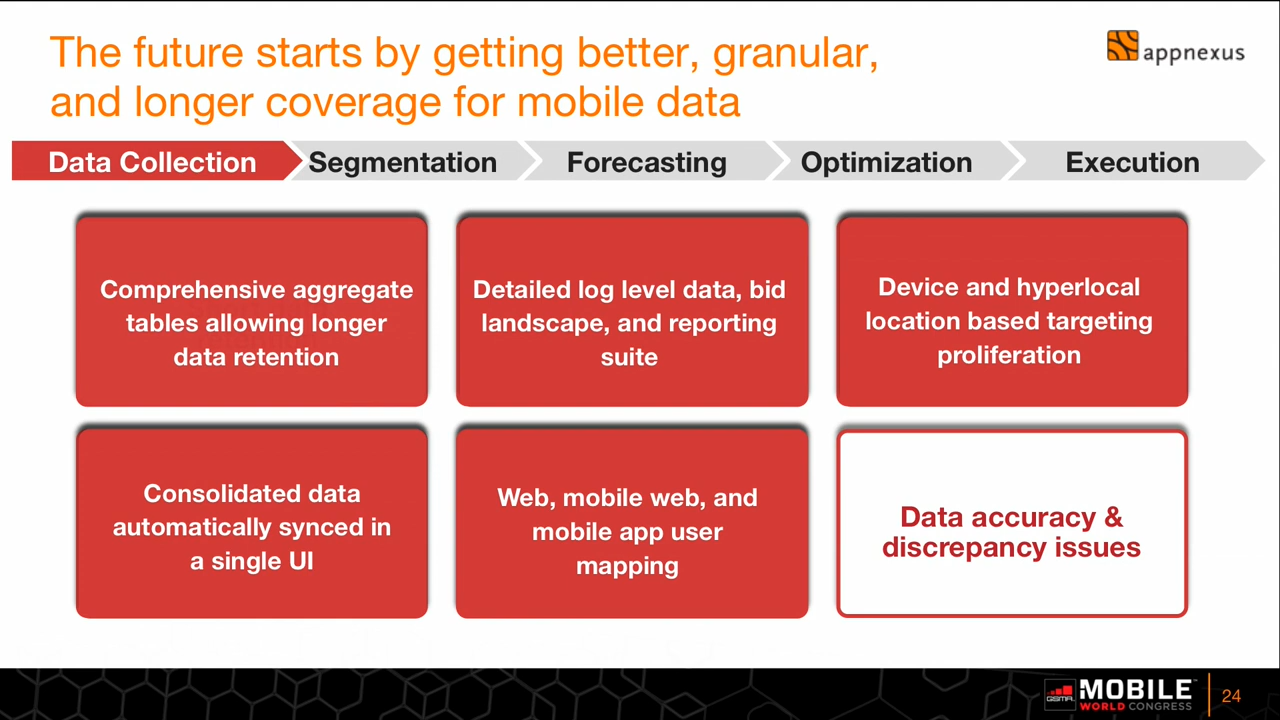 The future starts by getting better, granular,
and longer coverage for mobile data
appnexus
Data Collection
Segmentation
Forecasting
Optimization
Execution
Comprehensive aggregate
tables allowing longer
data retention
Detailed log level data, bid
landscape, and reporting
suite
Device and hyperlocal
location based targeting
proliferation
Consolidated data
automatically synced in
a single UI
Web, mobile web, and
mobile app user
mapping
Data accuracy &
discrepancy issues
GSMA
MOBILE
WORLD CONGRESS
24